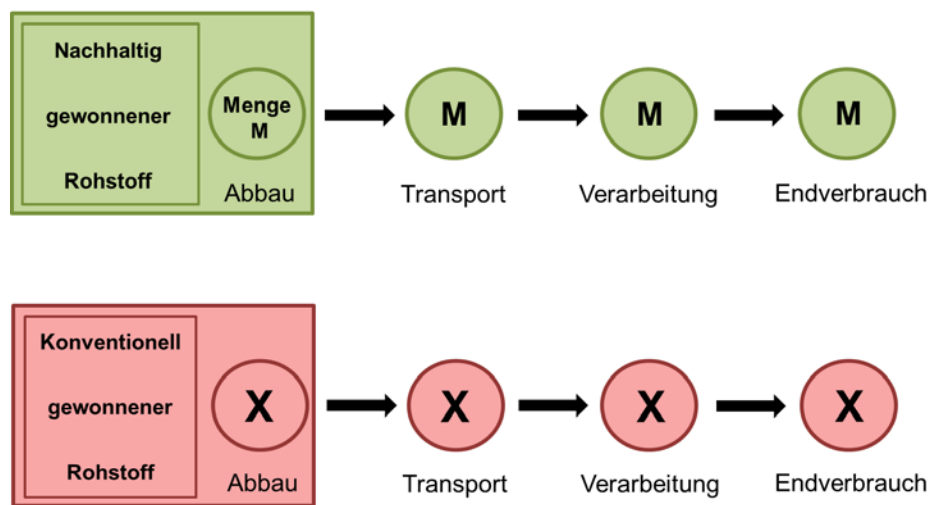 Nachhaltig
gewonnener
Rohstoff
Menge
M
Abbau
M
Transport
M
Verarbeitung
M
Endverbrauch
Konventionell
gewonnener
Rohstoff
X
Abbau
X
Transport
X
Verarbeitung
X
Endverbrauch